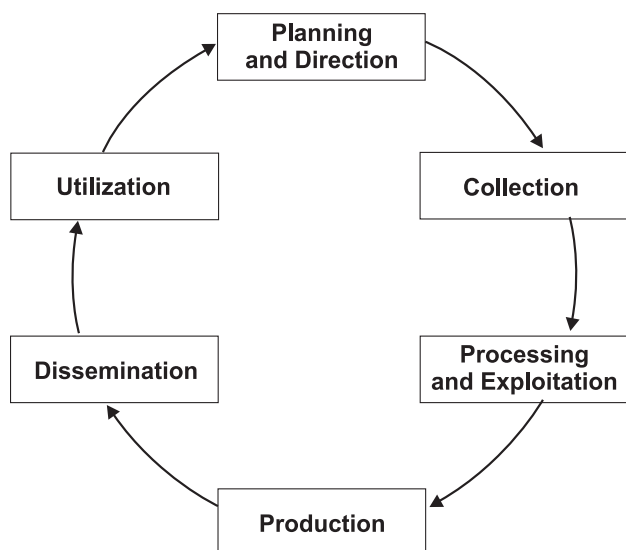 Planning
and Direction
Collection
Processing
and Exploitation
Production
Dissemination
Utilization